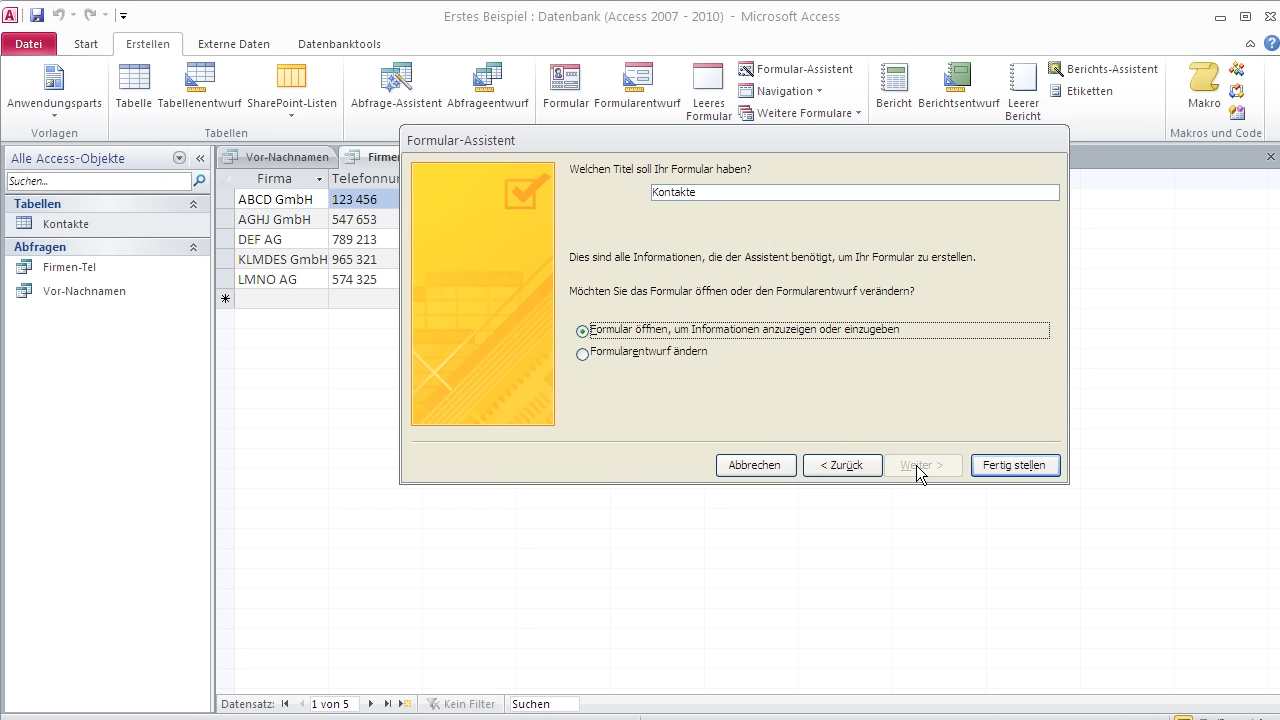 Erstes Beispiel : Datenbank (Access 2007 - 2010) - Microsoft Access
Datei Start Erstellen Externe Daten Datenbanktools
Anwendungsparts
Tabelle Tabellenentwurf SharePoint-Listen
Abfrage-Assistent Abfrageentwurf
Formular Formularentwurf Leeres Formular
Formular-Assistent
Navigation
Weitere Formulare
Bericht Berichtsentwurf Leerer Bericht
Berichts-Assistent
Etiketten
Makro
Vorlagen Tabellen Makros und Code
Alle Access-Objekte
Suchen...
Tabellen
Kontakte
Abfragen
Firmen-Tel
Vor-Nachnamen
Vor-Nachnamen Firmen
Firma Telefonnur
ABCD GmbH 123 456
AGHJ GmbH 547 653
DEF AG 789 213
KLMDES GmbH 965 321
LMNO AG 574 325
Formular-Assistent
Welchen Titel soll Ihr Formular haben?
Kontakte
Dies sind alle Informationen, die der Assistent benötigt, um Ihr Formular zu erstellen.
Möchten Sie das Formular öffnen oder den Formularentwurf verändern?
Formular öffnen, um Informationen anzuzeigen oder einzugeben
Formularentwurf ändern
Abbrechen < Zurück Weiter > Fertig stellen
Datensatz: 1 von 5 Kein Filter Suchen